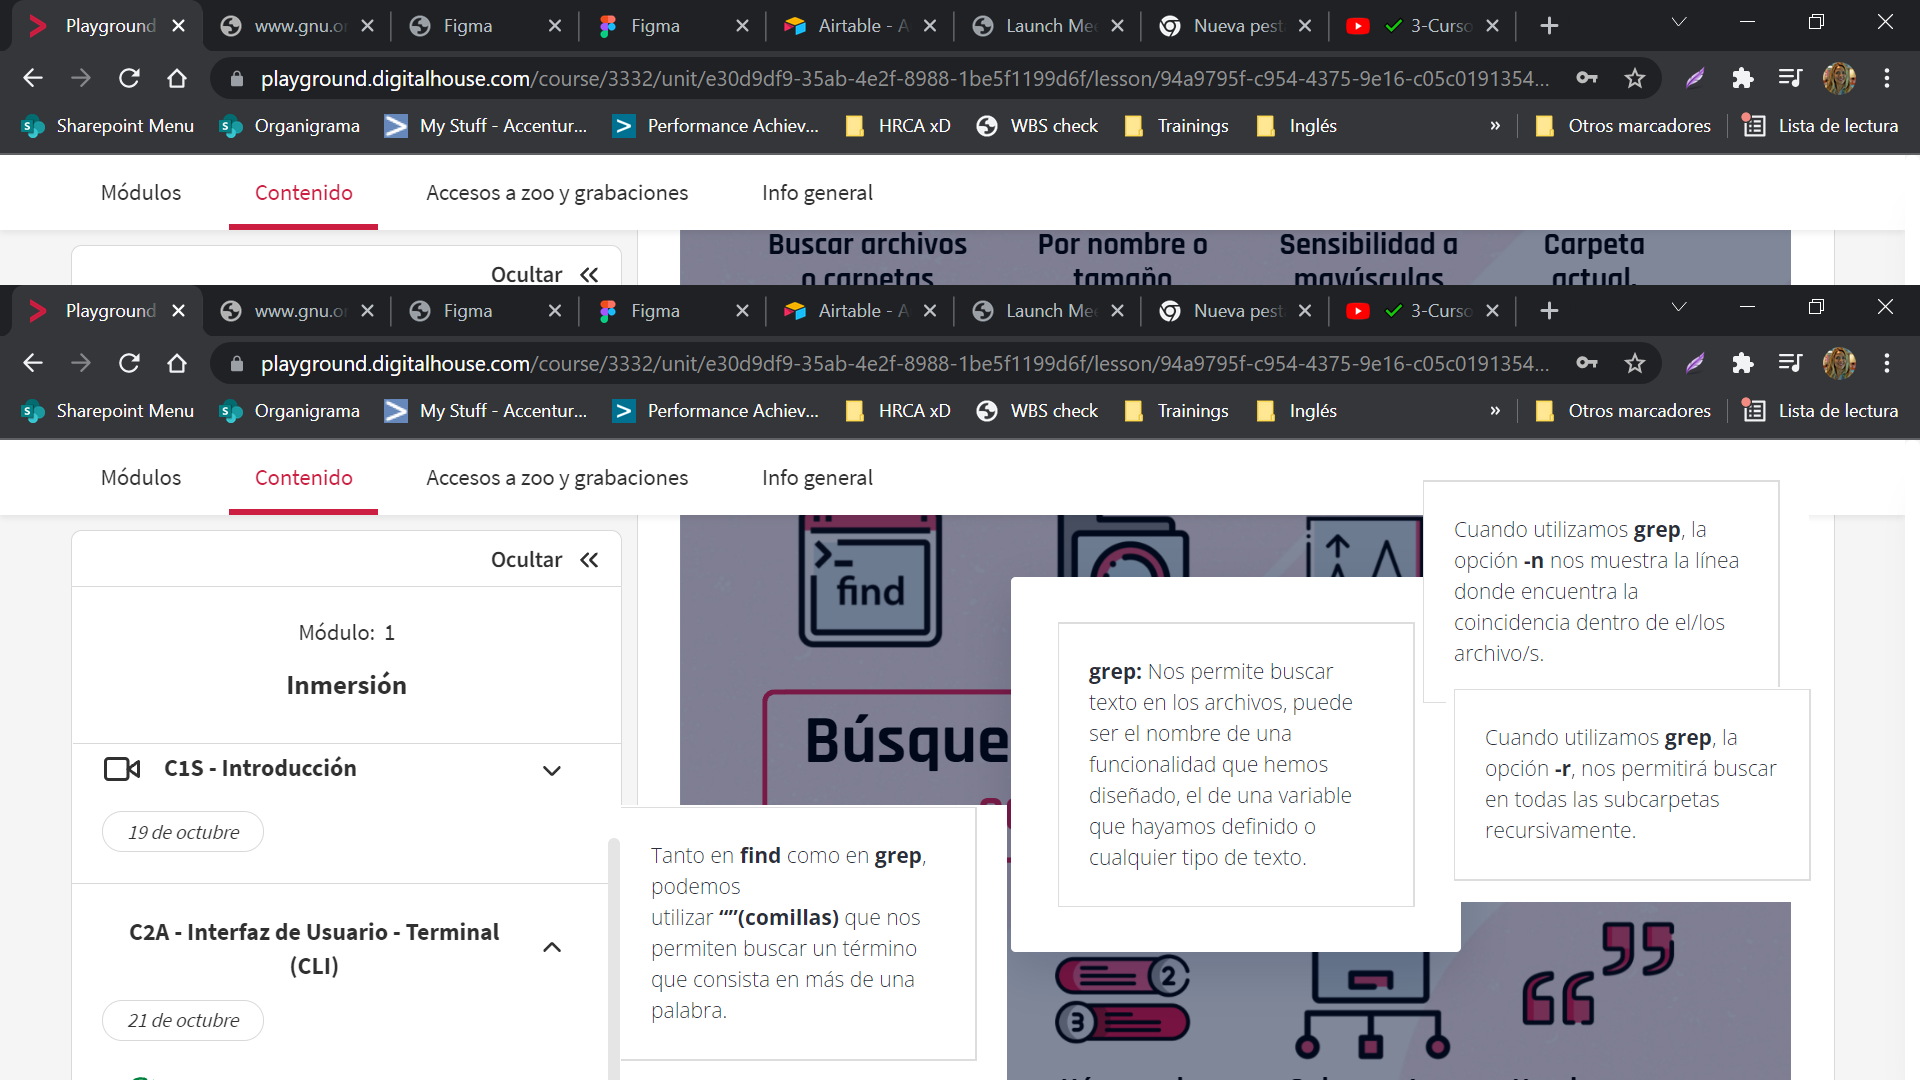 Playground
www.gnu.or
Figma
Figma
Airtable - A
Launch Mee
Nueva pest
3-Curso
playground.digitalhouse.com/course/3332/unit/e30d9df9-35ab-4e2f-8988-1be5f1199d6f/lesson/94a9795f-c954-4375-9e16-c05c0191354...
Sharepoint Menu
Organigrama
My Stuff - Accentur...
Performance Achiev...
HRCA xD
WBS check
Trainings
Inglés
»
Otros marcadores
Lista de lectura
Módulos
Contenido
Accesos a zoo y grabaciones
Info general
Ocultar
Buscar archivos
o carpetas
Por nombre o
tamaño
Sensibilidad a
mayúsculas
Carpeta
actual.
Playground
www.gnu.or
Figma
Figma
Airtable - A
Launch Mee
Nueva pest
3-Curso
playground.digitalhouse.com/course/3332/unit/e30d9df9-35ab-4e2f-8988-1be5f1199d6f/lesson/94a9795f-c954-4375-9e16-c05c0191354...
Sharepoint Menu
Organigrama
My Stuff - Accentur...
Performance Achiev...
HRCA xD
WBS check
Trainings
Inglés
»
Otros marcadores
Lista de lectura
Módulos
Contenido
Accesos a zoo y grabaciones
Info general
Ocultar
Módulo: 1
Inmersión
C1S - Introducción
19 de octubre
C2A - Interfaz de Usuario - Terminal
(CLI)
21 de octubre
find
Búsque
Tanto en find como en grep,
podemos
utilizar “”(comillas) que nos
permiten buscar un término
que consista en más de una
palabra.
grep: Nos permite buscar
texto en los archivos, puede
ser el nombre de una
funcionalidad que hemos
diseñado, el de una variable
que hayamos definido o
cualquier tipo de texto.
Cuando utilizamos grep, la
opción -n nos muestra la línea
donde encuentra la
coincidencia dentro de el/los
archivo/s.
Cuando utilizamos grep, la
opción -r, nos permitirá buscar
en todas las subcarpetas
recursivamente.
2
3